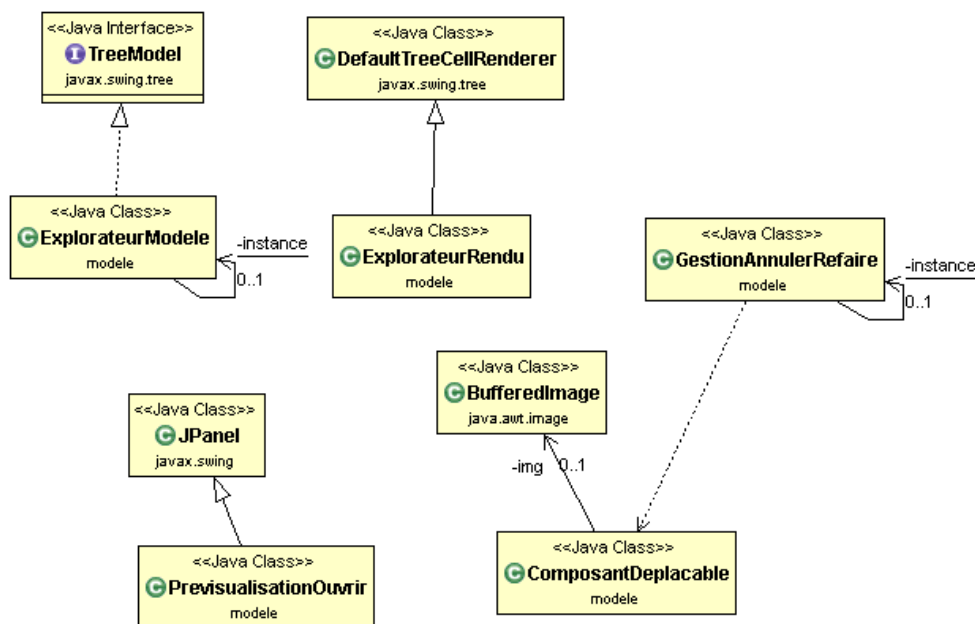 <<Java Interface>>
I TreeModel
javax.swing.tree
<<Java Class>>
C DefaultTreeCellRenderer
javax.swing.tree
<<Java Class>>
C ExplorateurModele
modele
-instance
0..1
<<Java Class>>
C ExplorateurRendu
modele
<<Java Class>>
C GestionAnnulerRefaire
modele
-instance
0..1
<<Java Class>>
C BufferedImage
java.awt.image
-img
0..1
<<Java Class>>
C JPanel
javax.swing
<<Java Class>>
C PrevisualisationOuvrir
modele
<<Java Class>>
C ComposantDeplacable
modele